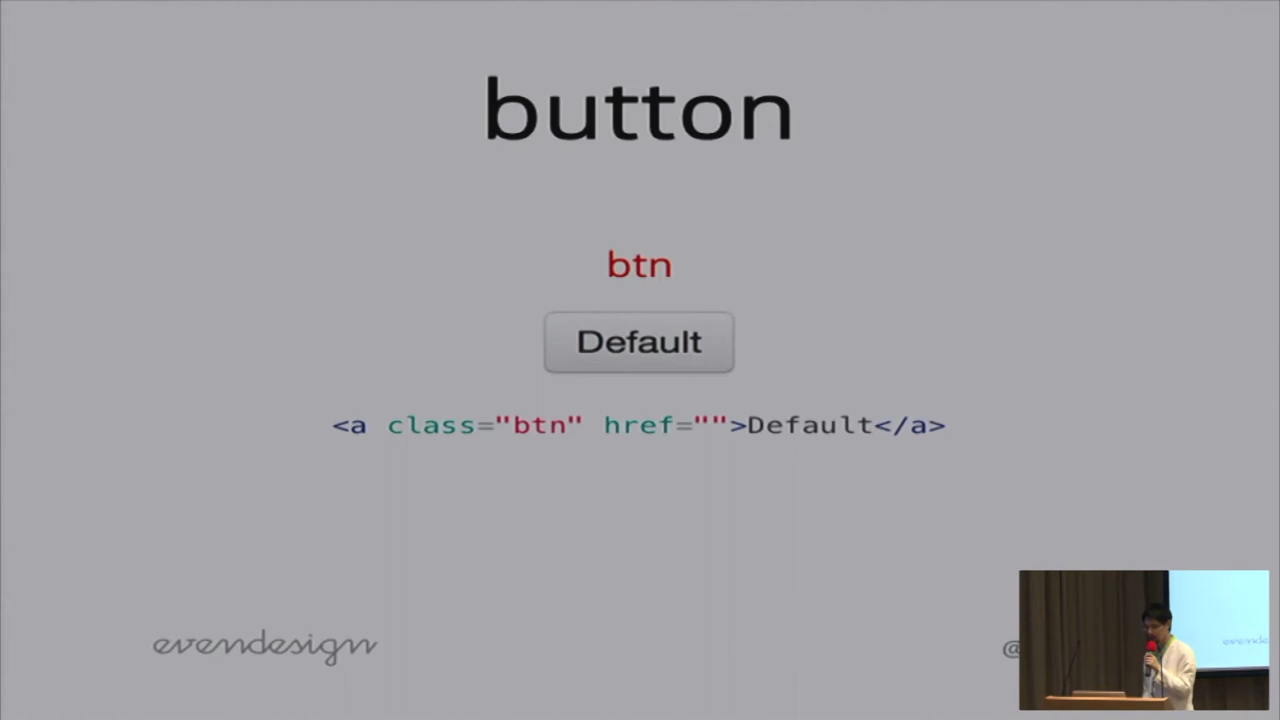 button
btn
Default
<a class="btn" href="">Default</a>
evendesign
@